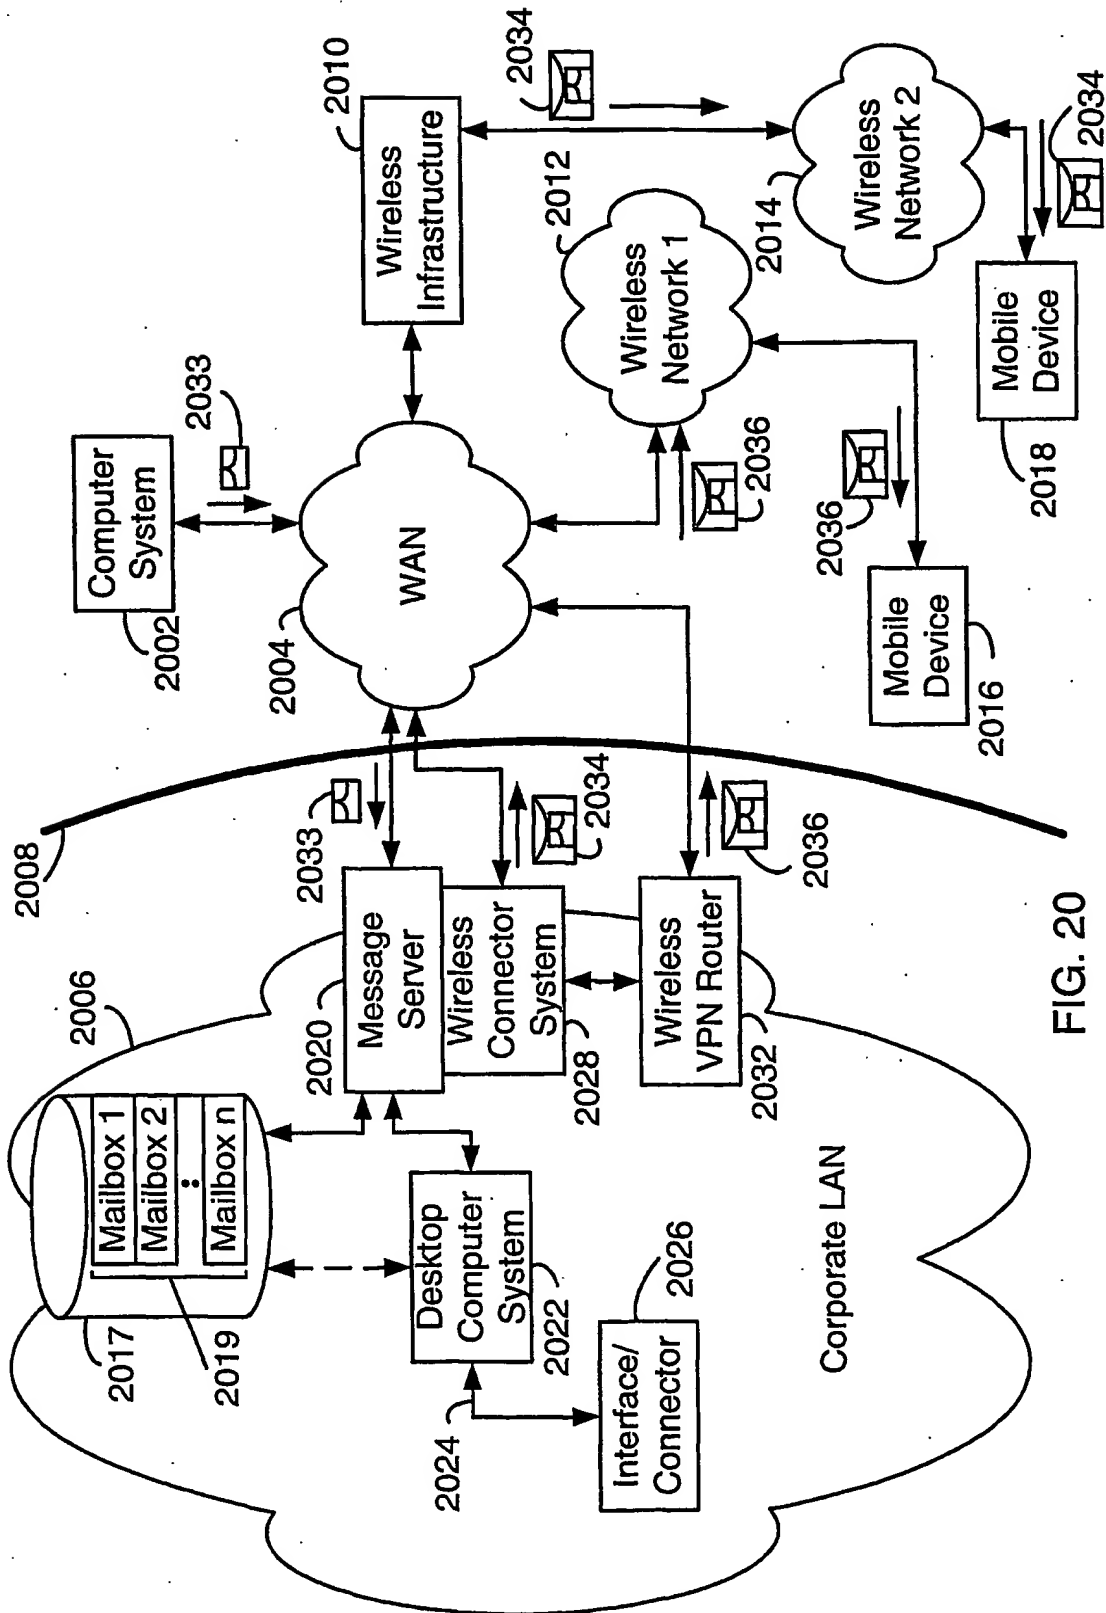 2008
2006
2017
2019
Mailbox 1
Mailbox 2
Mailbox n
2020
Message
Server
2033
Wireless
Connector
System
2028
2034
Desktop
Computer
System
2022
2024
Interface/
Connector
2026
Wireless
VPN Router
2032
2036
Corporate LAN
Computer
System
2002
2033
WAN
2004
Wireless
Infrastructure
2010
2034
Wireless
Network 1
2012
2036
Wireless
Network 2
2014
2034
Mobile
Device
2016
2036
Mobile
Device
2018
FIG. 20